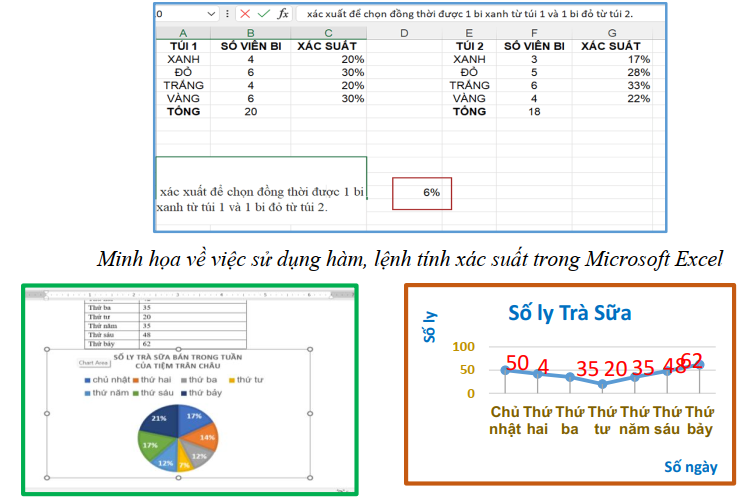 xác xuất để chọn đồng thời được 1 bi xanh từ túi 1 và 1 bi đỏ từ túi 2.
A B C D E F G
TÚI 1 SỐ VIÊN BI XÁC SUẤT TÚI 2 SỐ VIÊN BI XÁC SUẤT
XANH 4 20% XANH 3 17%
ĐỎ 6 30% ĐỎ 5 28%
TRẮNG 4 20% TRẮNG 6 33%
VÀNG 6 30% VÀNG 4 22%
TỔNG 20 TỔNG 18
xác xuất để chọn đồng thời được 1 bi
xanh từ túi 1 và 1 bi đỏ từ túi 2.
6%
Minh họa về việc sử dụng hàm, lệnh tính xác suất trong Microsoft Excel
Thứ ba 35
Thứ tư 20
Thứ năm 35
Thứ sáu 48
Thứ bảy 62
Chart Area
SỐ LY TRÀ SỮA BÁN TRONG TUẦN
CỦA TIỆM TRÂN CHÂU
chủ nhật thứ hai thứ ba thứ tư
thứ năm thứ sáu thứ bảy
21% 17%
14%
17%
12% 7% 12%
Số ly Trà Sữa
Số ly
100
50
0
50 4 35 20 35 48 62
Chủ Thứ Thứ Thứ Thứ Thứ Thứ
nhật hai ba tư năm sáu bảy
Số ngày